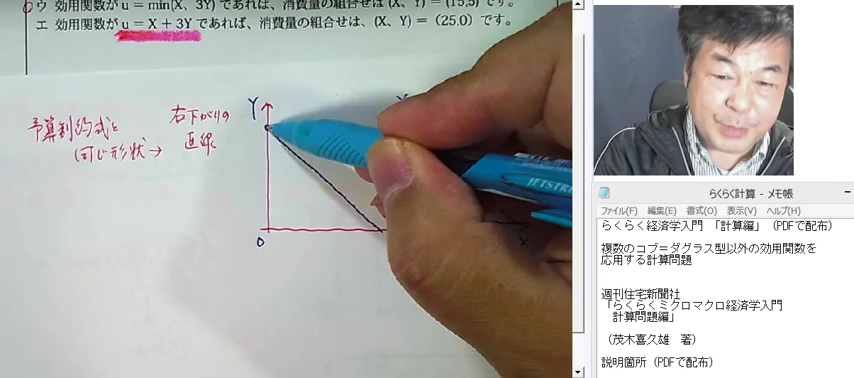 ウ 効用関数が u = min(X、3Y) であれば、消費量の組合せは (X、Y) = (15,5) です。
エ 効用関数が u = X + 3Y であれば、消費量の組合せは、(X、Y) = (25.0) です。
予算制約式と
同じ形状 → 右下がりの
直線
Y
Y
0
X
JETSTR
らくらく計算 - メモ帳
ファイル(F) 編集(E) 書式(O) 表示(V) ヘルプ(H)
らくらく経済学入門 「計算編」 (PDFで配布)
複数のコブ=ダグラス型以外の効用関数を
応用する計算問題
週刊住宅新聞社
「らくらくミクロマクロ経済学入門
計算問題編」
(茂木喜久雄 著)
説明箇所 (PDFで配布)